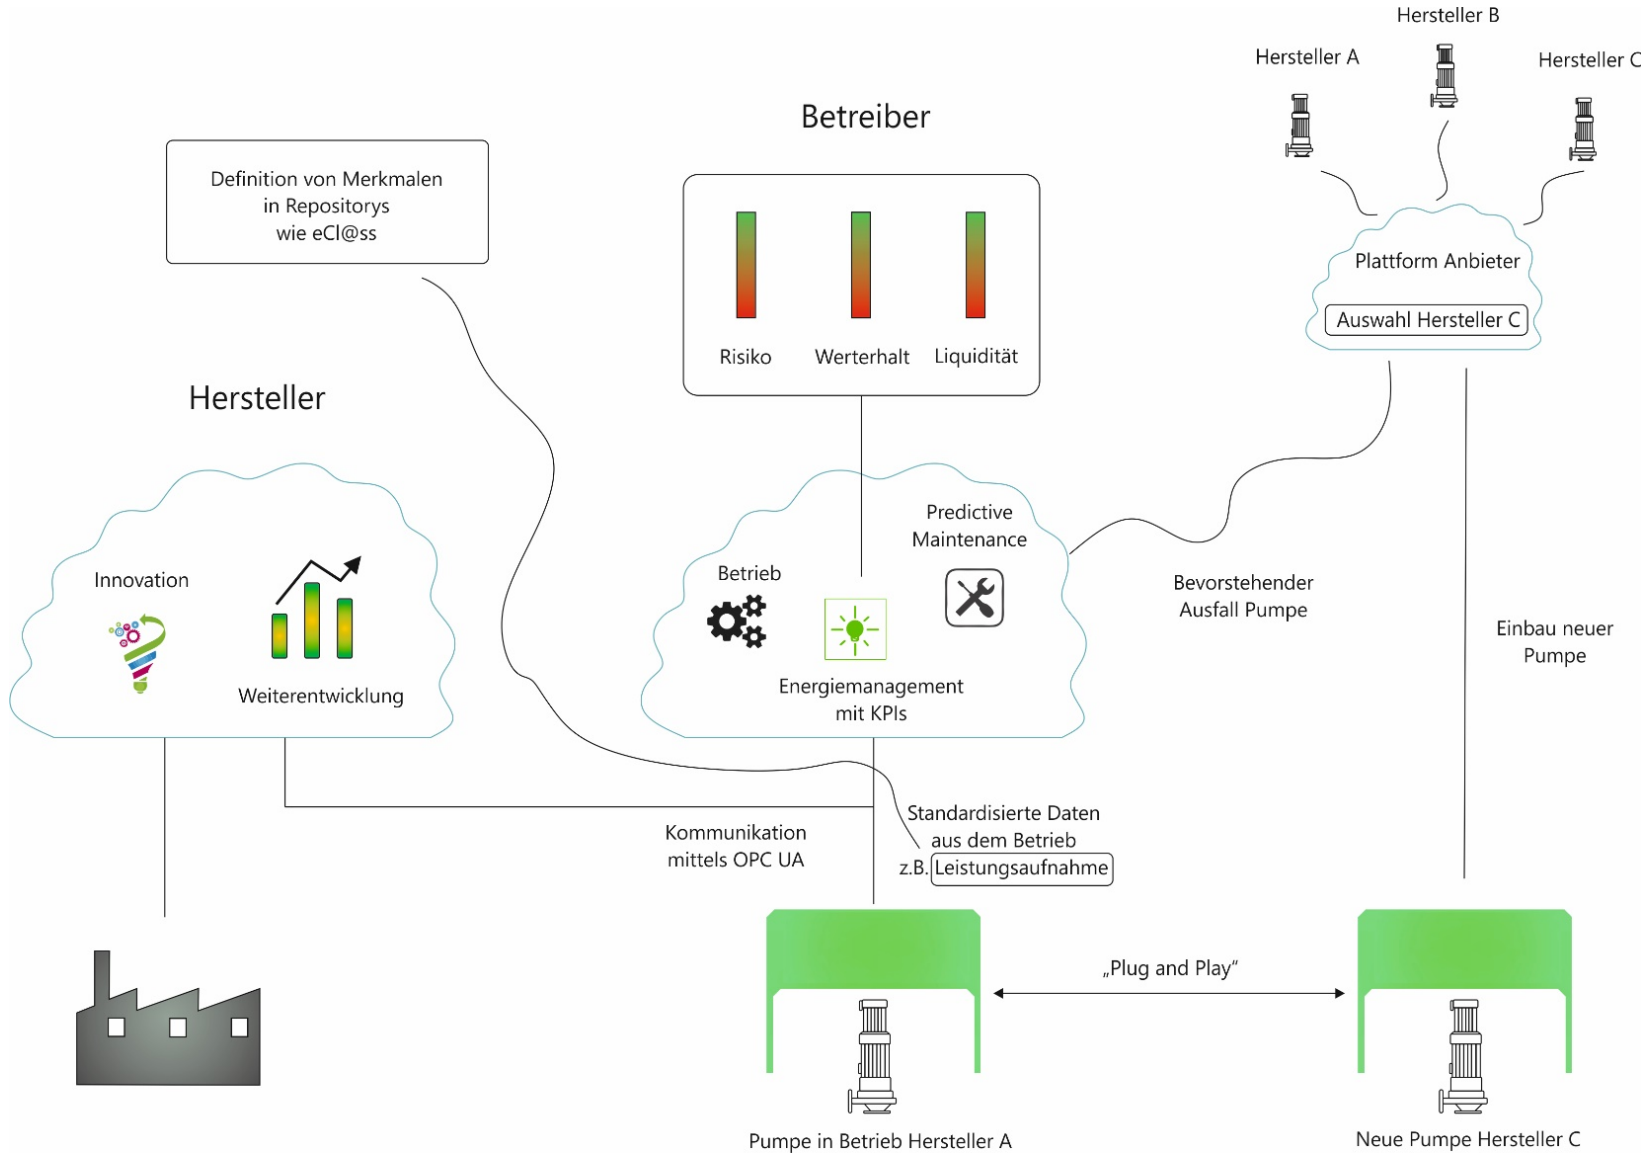 Hersteller B
Hersteller A
Hersteller C
Betreiber
Definition von Merkmalen
in Repositorys
wie eCl@ss
Plattform Anbieter
Auswahl Hersteller C
Risiko
Werterhalt
Liquidität
Hersteller
Predictive
Maintenance
Innovation
Betrieb
Bevorstehender
Ausfall Pumpe
Einbau neuer
Pumpe
Weiterentwicklung
Energiemanagement
mit KPIs
Standardisierte Daten
aus dem Betrieb
z.B. Leistungsaufnahme
Kommunikation
mittels OPC UA
„Plug and Play“
Pumpe in Betrieb Hersteller A
Neue Pumpe Hersteller C